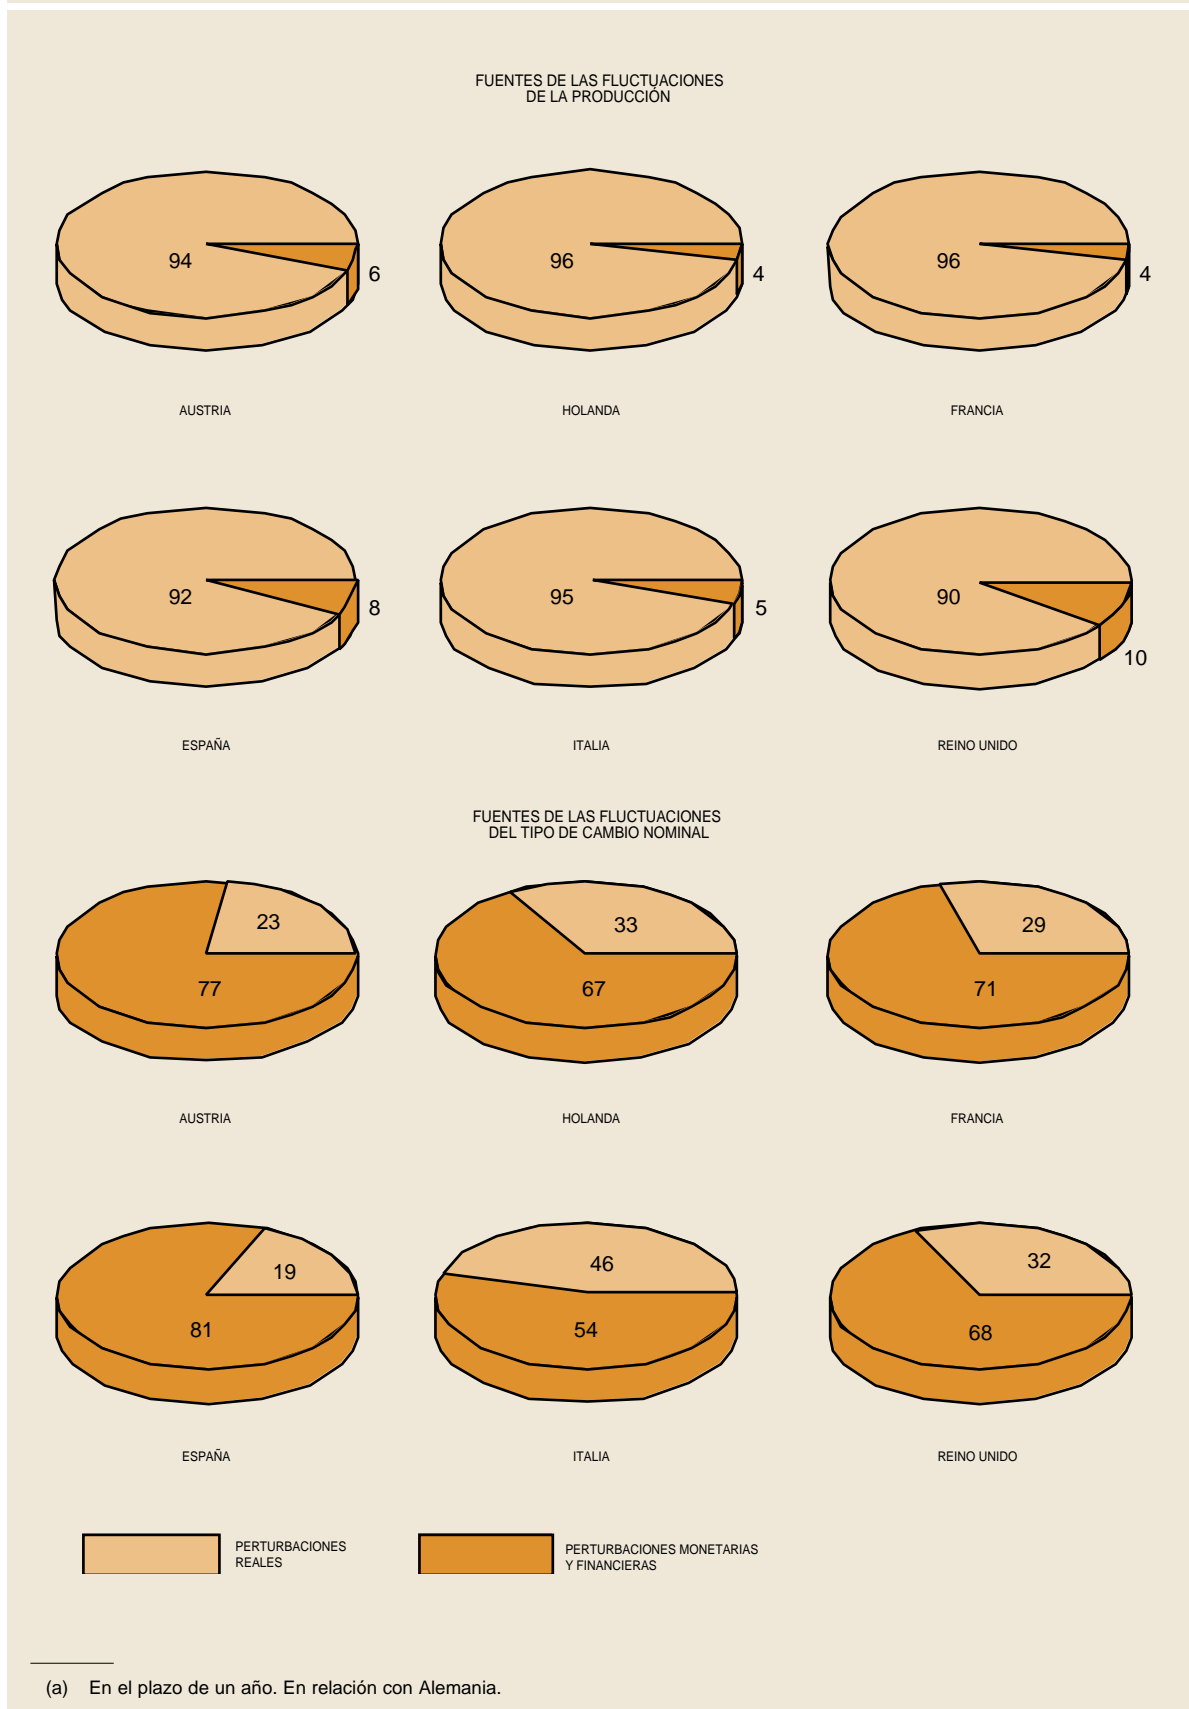 FUENTES DE LAS FLUCTUACIONES
DE LA PRODUCCIÓN
94
6
96
4
96
4
AUSTRIA
HOLANDA
FRANCIA
92
8
95
5
90
10
ESPAÑA
ITALIA
REINO UNIDO
FUENTES DE LAS FLUCTUACIONES
DEL TIPO DE CAMBIO NOMINAL
23
77
33
67
29
71
AUSTRIA
HOLANDA
FRANCIA
19
81
46
54
32
68
ESPAÑA
ITALIA
REINO UNIDO
PERTURBACIONES
REALES
PERTURBACIONES MONETARIAS
Y FINANCIERAS
(a) En el plazo de un año. En relación con Alemania.